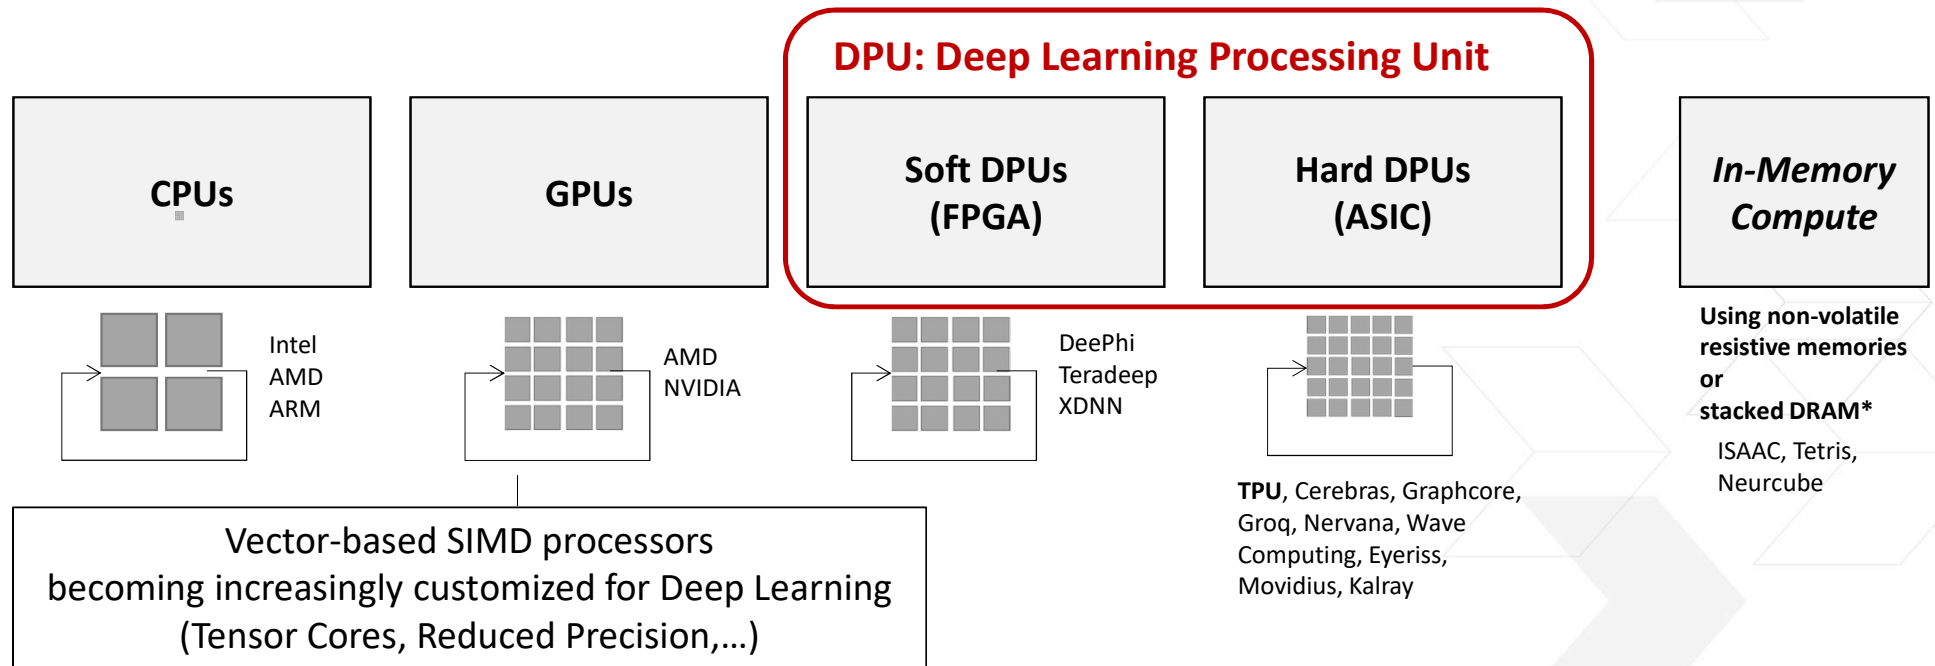 DPU: Deep Learning Processing Unit
CPUs
GPUs
Soft DPUs
(FPGA)
Hard DPUs
(ASIC)
In-Memory
Compute
Intel
AMD
ARM
AMD
NVIDIA
DeePhi
Teradeep
XDNN
TPU, Cerebras, Graphcore,
Groq, Nervana, Wave
Computing, Eyeriss,
Movidius, Kalray
Using non-volatile
resistive memories
or
stacked DRAM*
ISAAC, Tetris,
Neurcube
Vector-based SIMD processors
becoming increasingly customized for Deep Learning
(Tensor Cores, Reduced Precision,…)